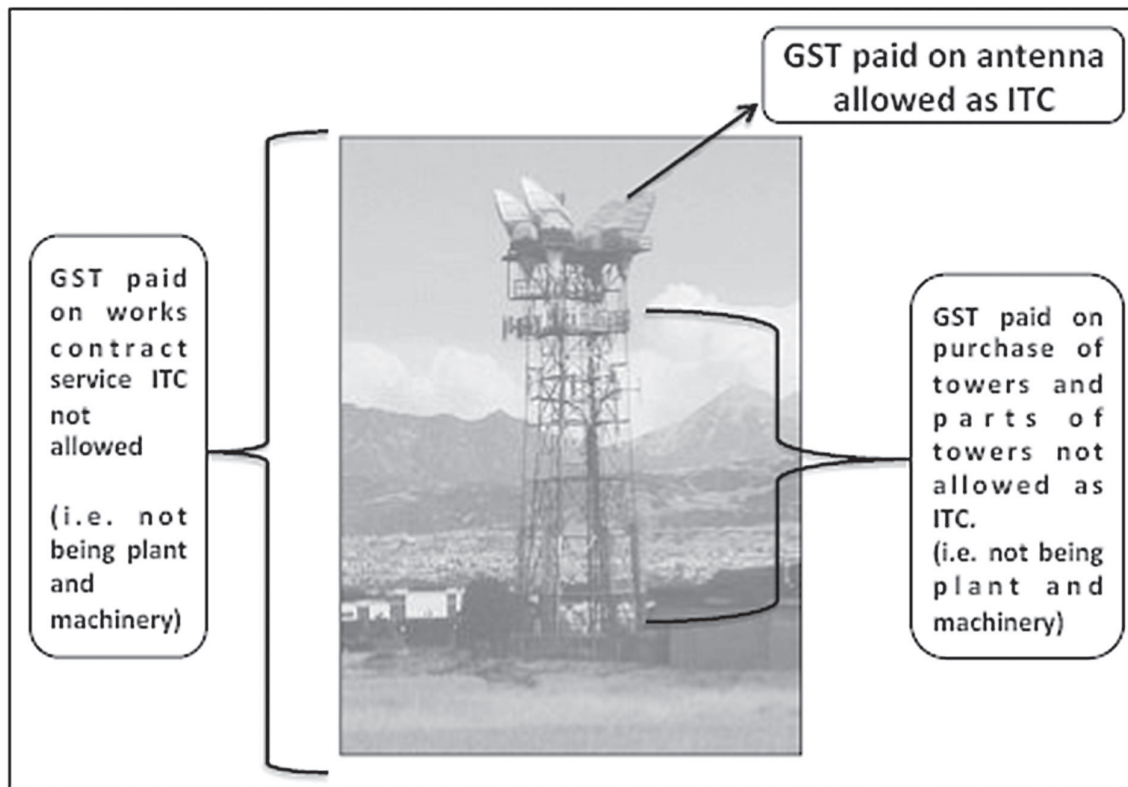 GST paid on antenna
allowed as ITC
GST paid
on works
contract
service ITC
not
allowed
(i.e. not
being plant
and
machinery)
GST paid on
purchase of
towers and
parts of
towers not
allowed as
ITC.
(i.e. not being
plant and
machinery)